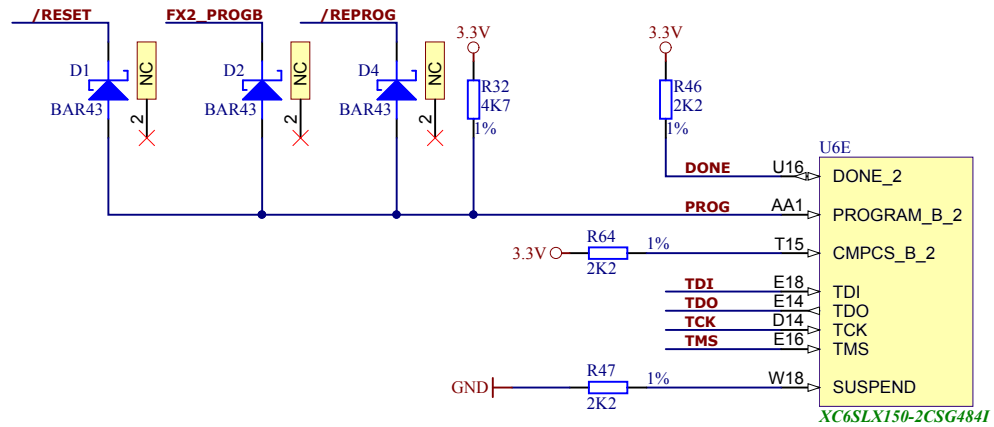 /RESET
FX2_PROGB
/REPROG
3.3V
3.3V
D1
NC
D2
NC
D4
NC
R32
R46
BAR43
BAR43
BAR43
4K7
2K2
2
2
2
1%
1%
U6E
DONE
U16
DONE_2
PROG
AA1
PROGRAM_B_2
R64
1%
3.3V
T15
CMPCS_B_2
2K2
TDI
E18
TDI
TDO
E14
TDO
TCK
D14
TCK
TMS
E16
TMS
R47
1%
GND
W18
SUSPEND
2K2
XC6SLX150-2CSG484I